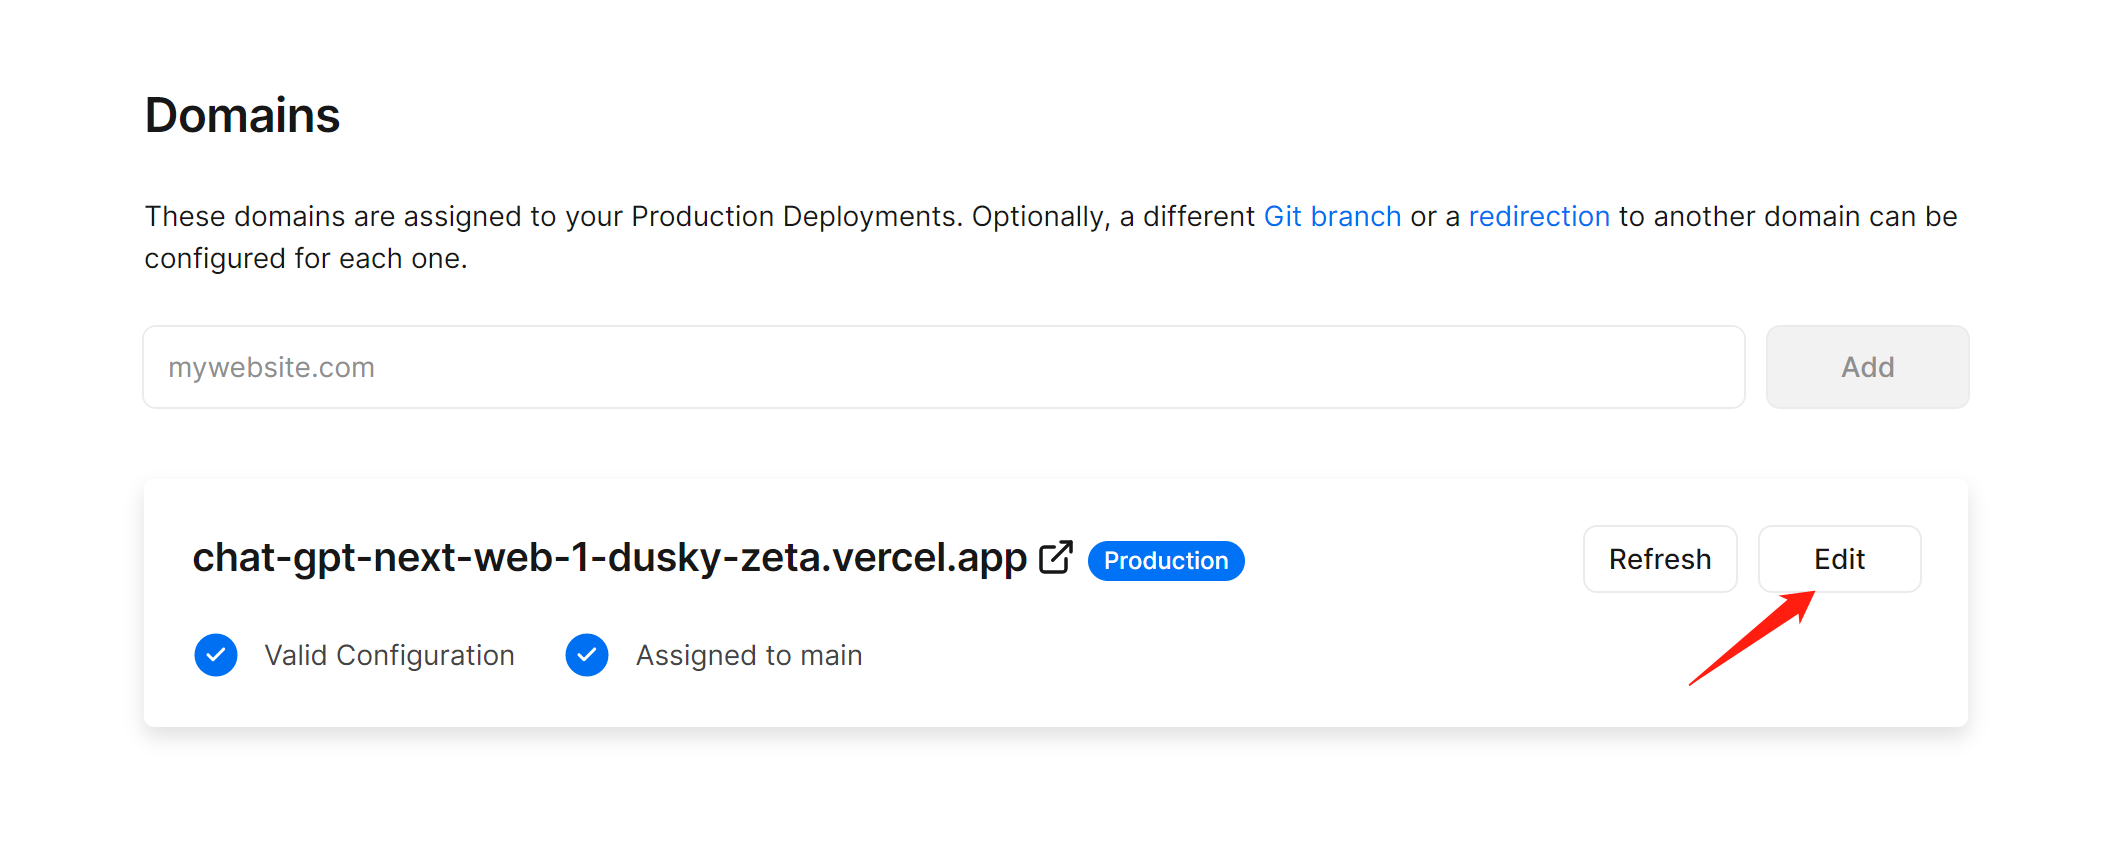 Domains
These domains are assigned to your Production Deployments. Optionally, a different Git branch or a redirection to another domain can be
configured for each one.
mywebsite.com
Add
chat-gpt-next-web-1-dusky-zeta.vercel.app Production
Refresh
Edit
Valid Configuration
Assigned to main